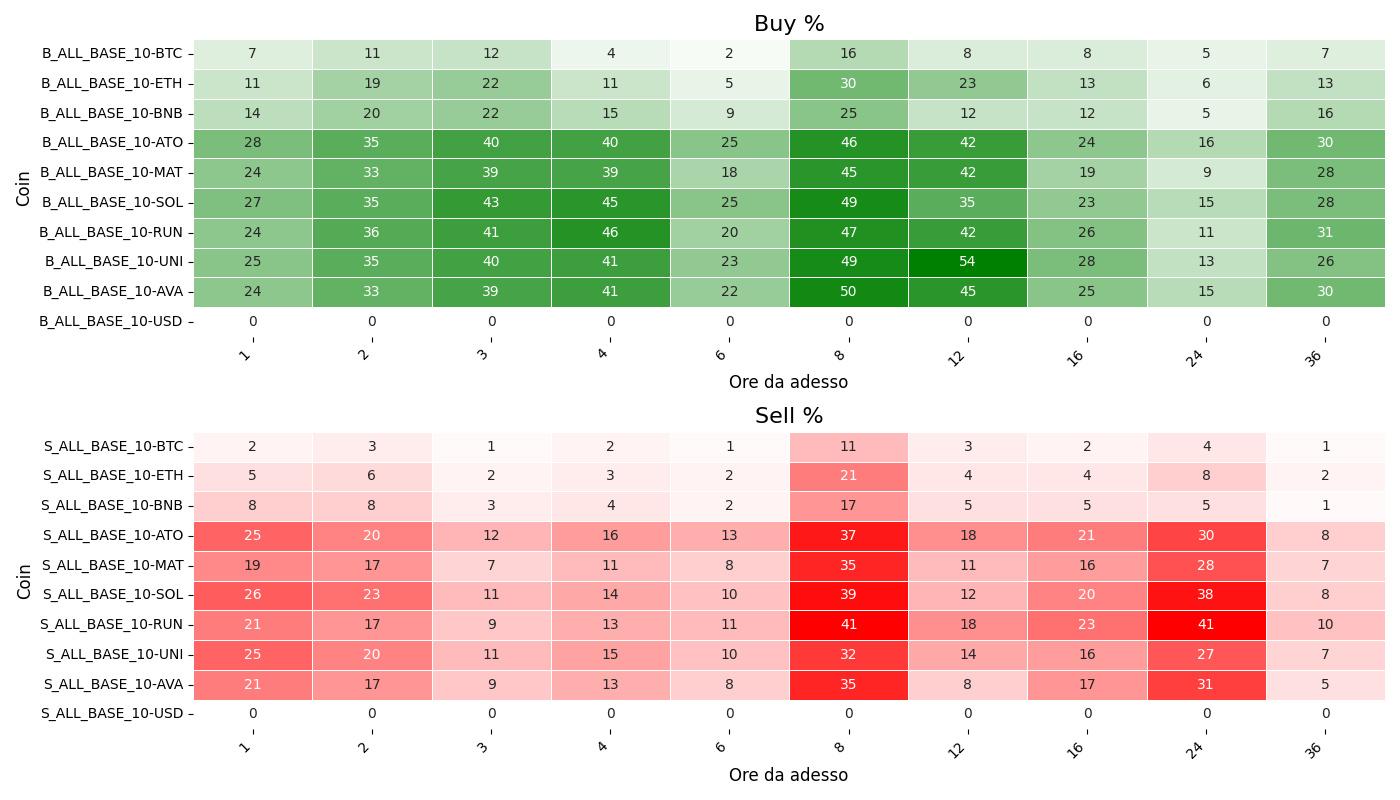 Buy %
Coin
B_ALL_BASE_10-BTC 7 11 12 4 2 16 8 8 5 7
B_ALL_BASE_10-ETH 11 19 22 11 5 30 23 13 6 13
B_ALL_BASE_10-BNB 14 20 22 15 9 25 12 12 5 16
B_ALL_BASE_10-ATO 28 35 40 40 25 46 42 24 16 30
B_ALL_BASE_10-MAT 24 33 39 39 18 45 42 19 9 28
B_ALL_BASE_10-SOL 27 35 43 45 25 49 35 23 15 28
B_ALL_BASE_10-RUN 24 36 41 46 20 47 42 26 11 31
B_ALL_BASE_10-UNI 25 35 40 41 23 49 54 28 13 26
B_ALL_BASE_10-AVA 24 33 39 41 22 50 45 25 15 30
B_ALL_BASE_10-USD 0 0 0 0 0 0 0 0 0 0
1 2 3 4 6 8 12 16 24 36
Ore da adesso
Sell %
Coin
S_ALL_BASE_10-BTC 2 3 1 2 1 11 3 2 4 1
S_ALL_BASE_10-ETH 5 6 2 3 2 21 4 4 8 2
S_ALL_BASE_10-BNB 8 8 3 4 2 17 5 5 5 1
S_ALL_BASE_10-ATO 25 20 12 16 13 37 18 21 30 8
S_ALL_BASE_10-MAT 19 17 7 11 8 35 11 16 28 7
S_ALL_BASE_10-SOL 26 23 11 14 10 39 12 20 38 8
S_ALL_BASE_10-RUN 21 17 9 13 11 41 18 23 41 10
S_ALL_BASE_10-UNI 25 20 11 15 10 32 14 16 27 7
S_ALL_BASE_10-AVA 21 17 9 13 8 35 8 17 31 5
S_ALL_BASE_10-USD 0 0 0 0 0 0 0 0 0 0
1 2 3 4 6 8 12 16 24 36
Ore da adesso